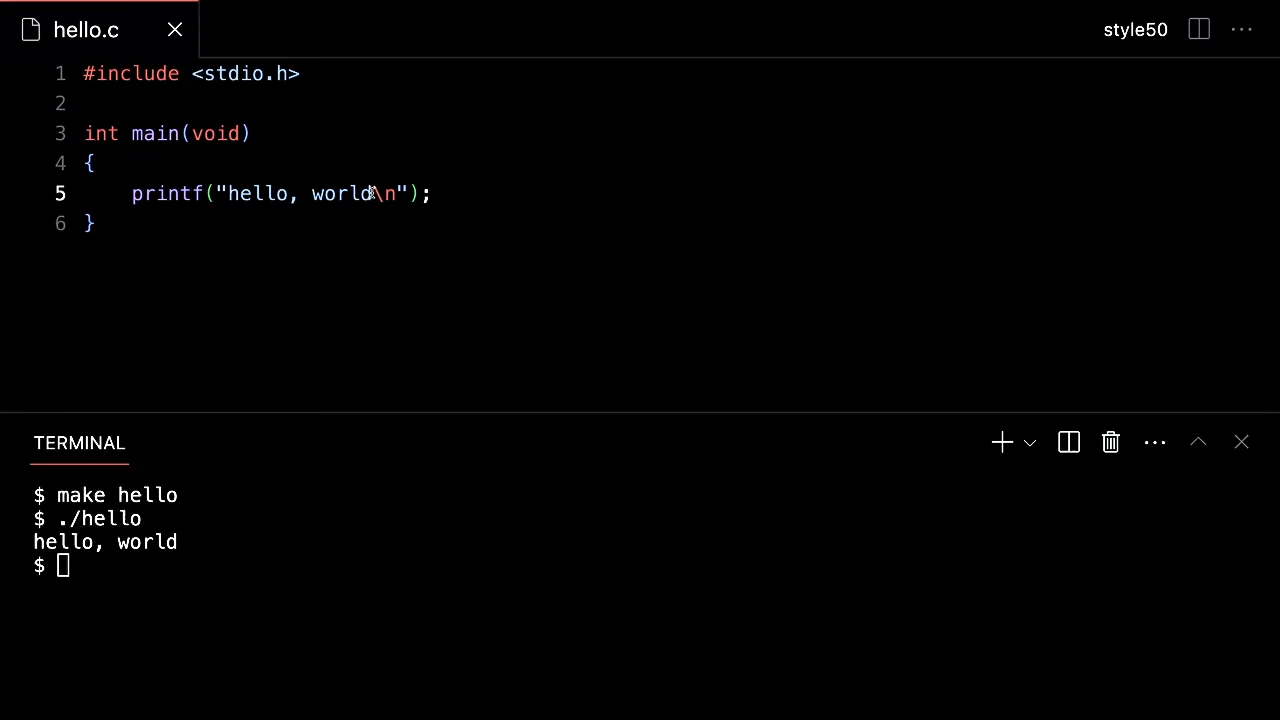 hello.c
style50
1 #include <stdio.h>
2
3 int main(void)
4 {
5     printf("hello, world\n");
6 }
TERMINAL
$ make hello
$ ./hello
hello, world
$